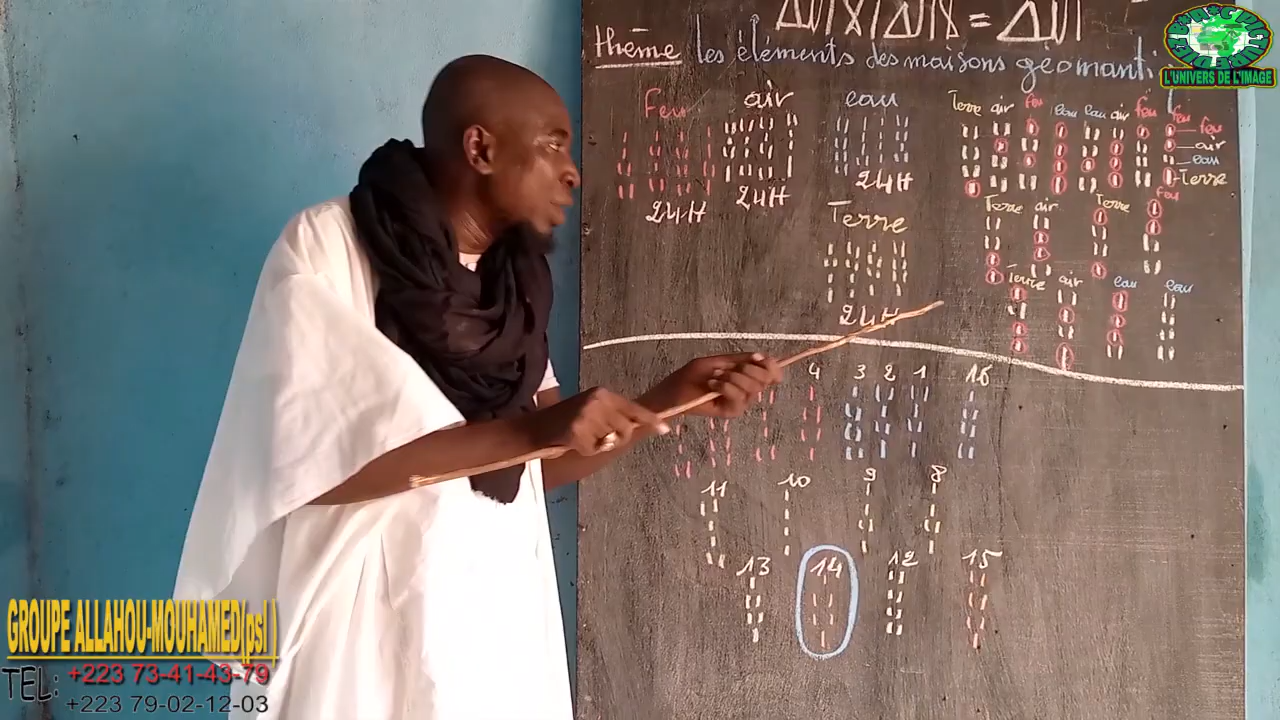 thème les éléments des maisons géomanti
L'UNIVERS DE L'IMAGE
Feu air eau
Terre air feu eau eau air feu feu
feu
air
eau
Terre
24H 24H 24H
Terre
24H
Terre air Terre feu
Terre air eau eau
4 3 2 1 16
11 10 9 8
13 14 12 15
GROUPE ALLAHOU-MOUHAMED(psl)
TEL: +223 73-41-43-79
+223 79-02-12-03